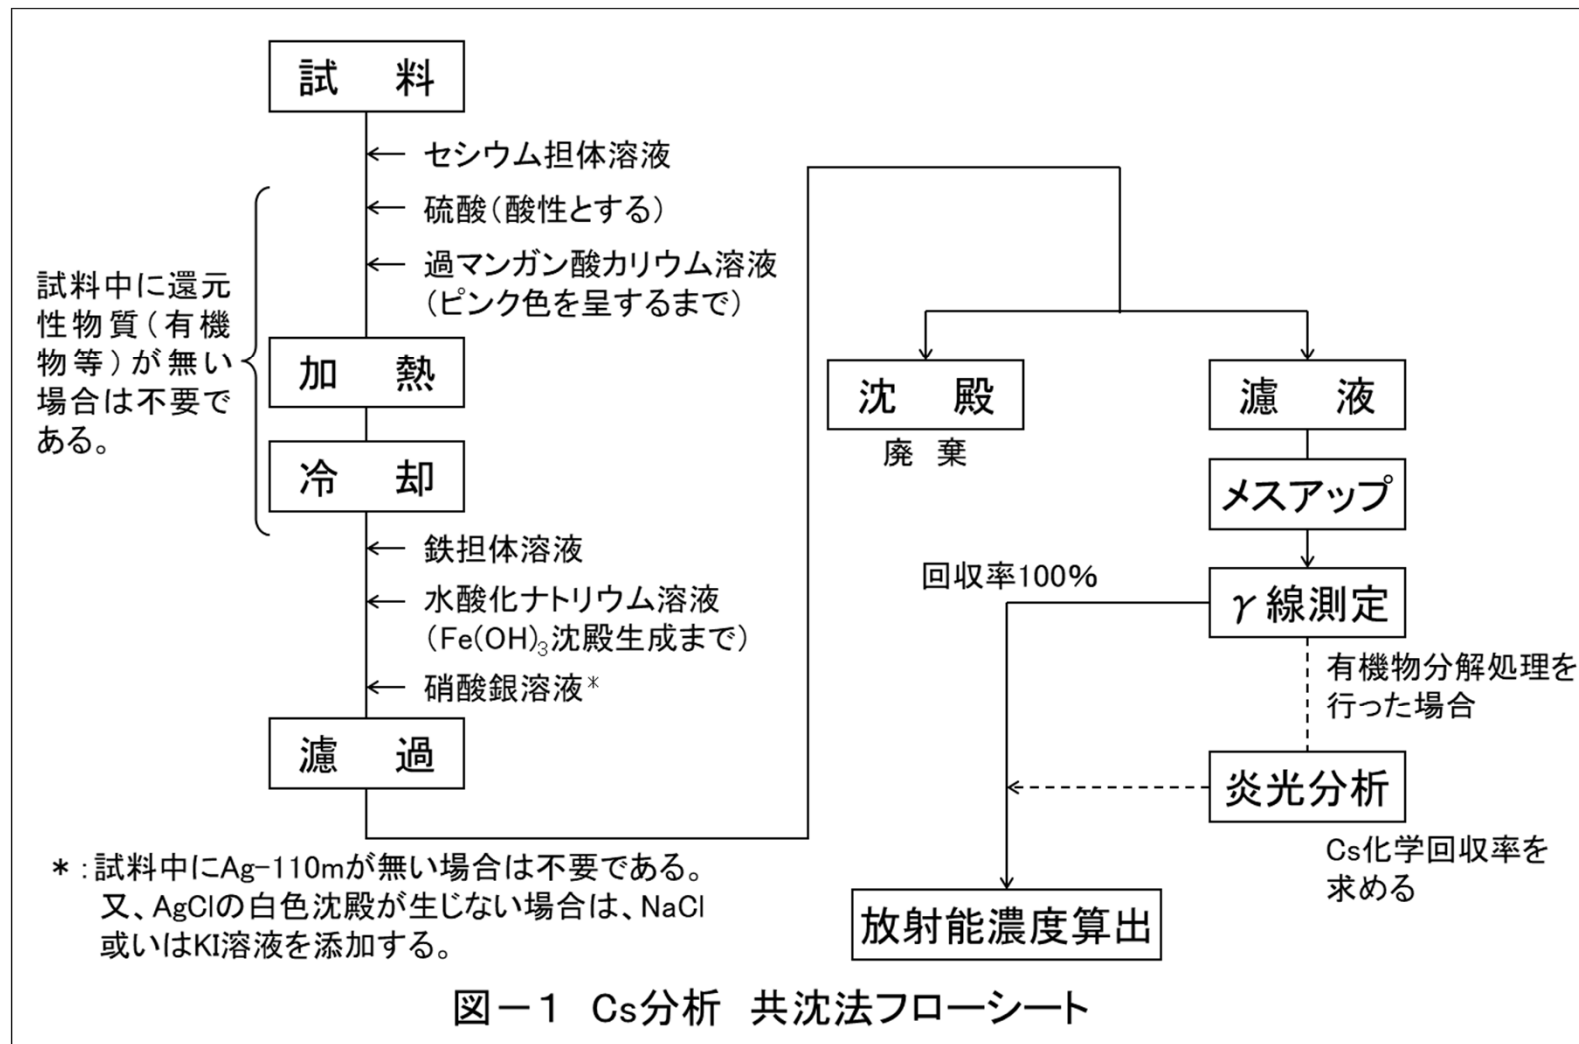 試　料
セシウム担体溶液
硫酸（酸性とする）
過マンガン酸カリウム溶液
（ピンク色を呈するまで）
試料中に還元
性物質（有機
物等）が無い
場合は不要で
ある。
加　熱
冷　却
鉄担体溶液
水酸化ナトリウム溶液
（Fe(OH)₃沈殿生成まで）
硝酸銀溶液*
濾　過
沈　殿
廃　棄
濾　液
メスアップ
γ線測定
回収率100％
有機物分解処理を
行った場合
炎光分析
Cs化学回収率を
求める
放射能濃度算出
*：試料中にAg-110mが無い場合は不要である。
又、AgClの白色沈殿が生じない場合は、NaCl
或いはKI溶液を添加する。
図－1　Cs分析　共沈法フローシート